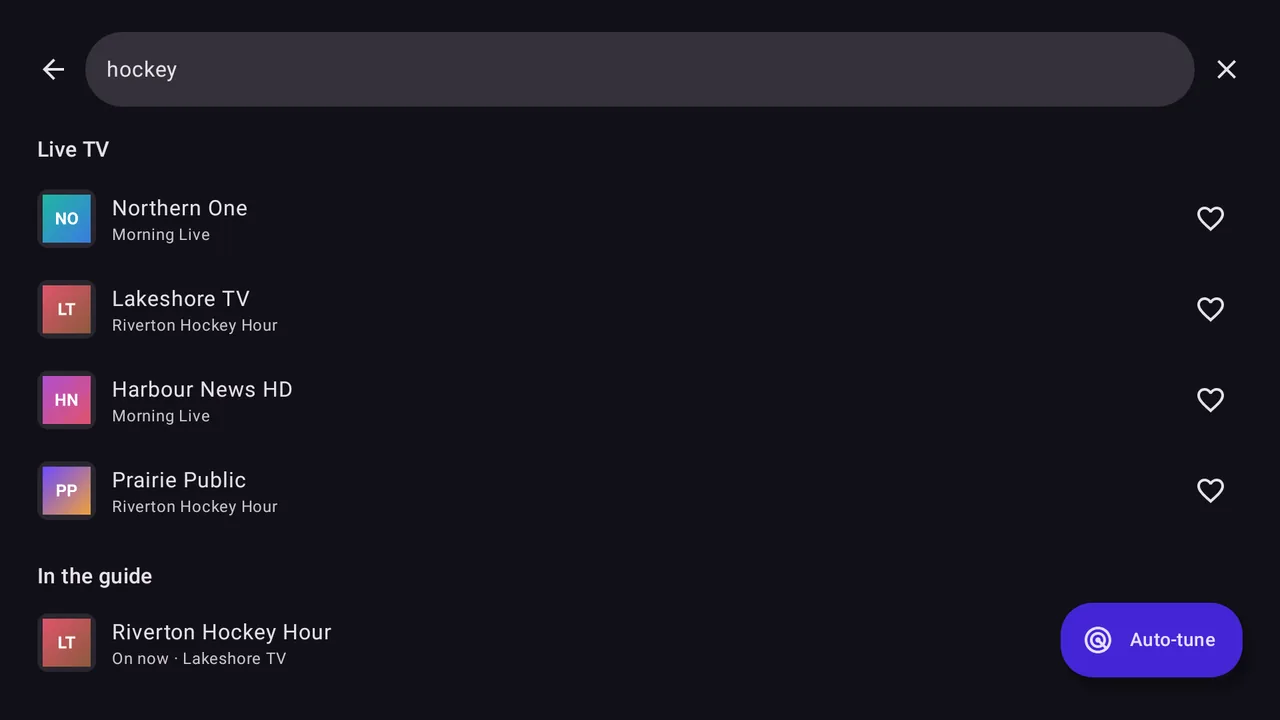 hockey
Live TV
NO
Northern One
Morning Live
LT
Lakeshore TV
Riverton Hockey Hour
HN
Harbour News HD
Morning Live
PP
Prairie Public
Riverton Hockey Hour
In the guide
LT
Riverton Hockey Hour
On now · Lakeshore TV
Auto-tune